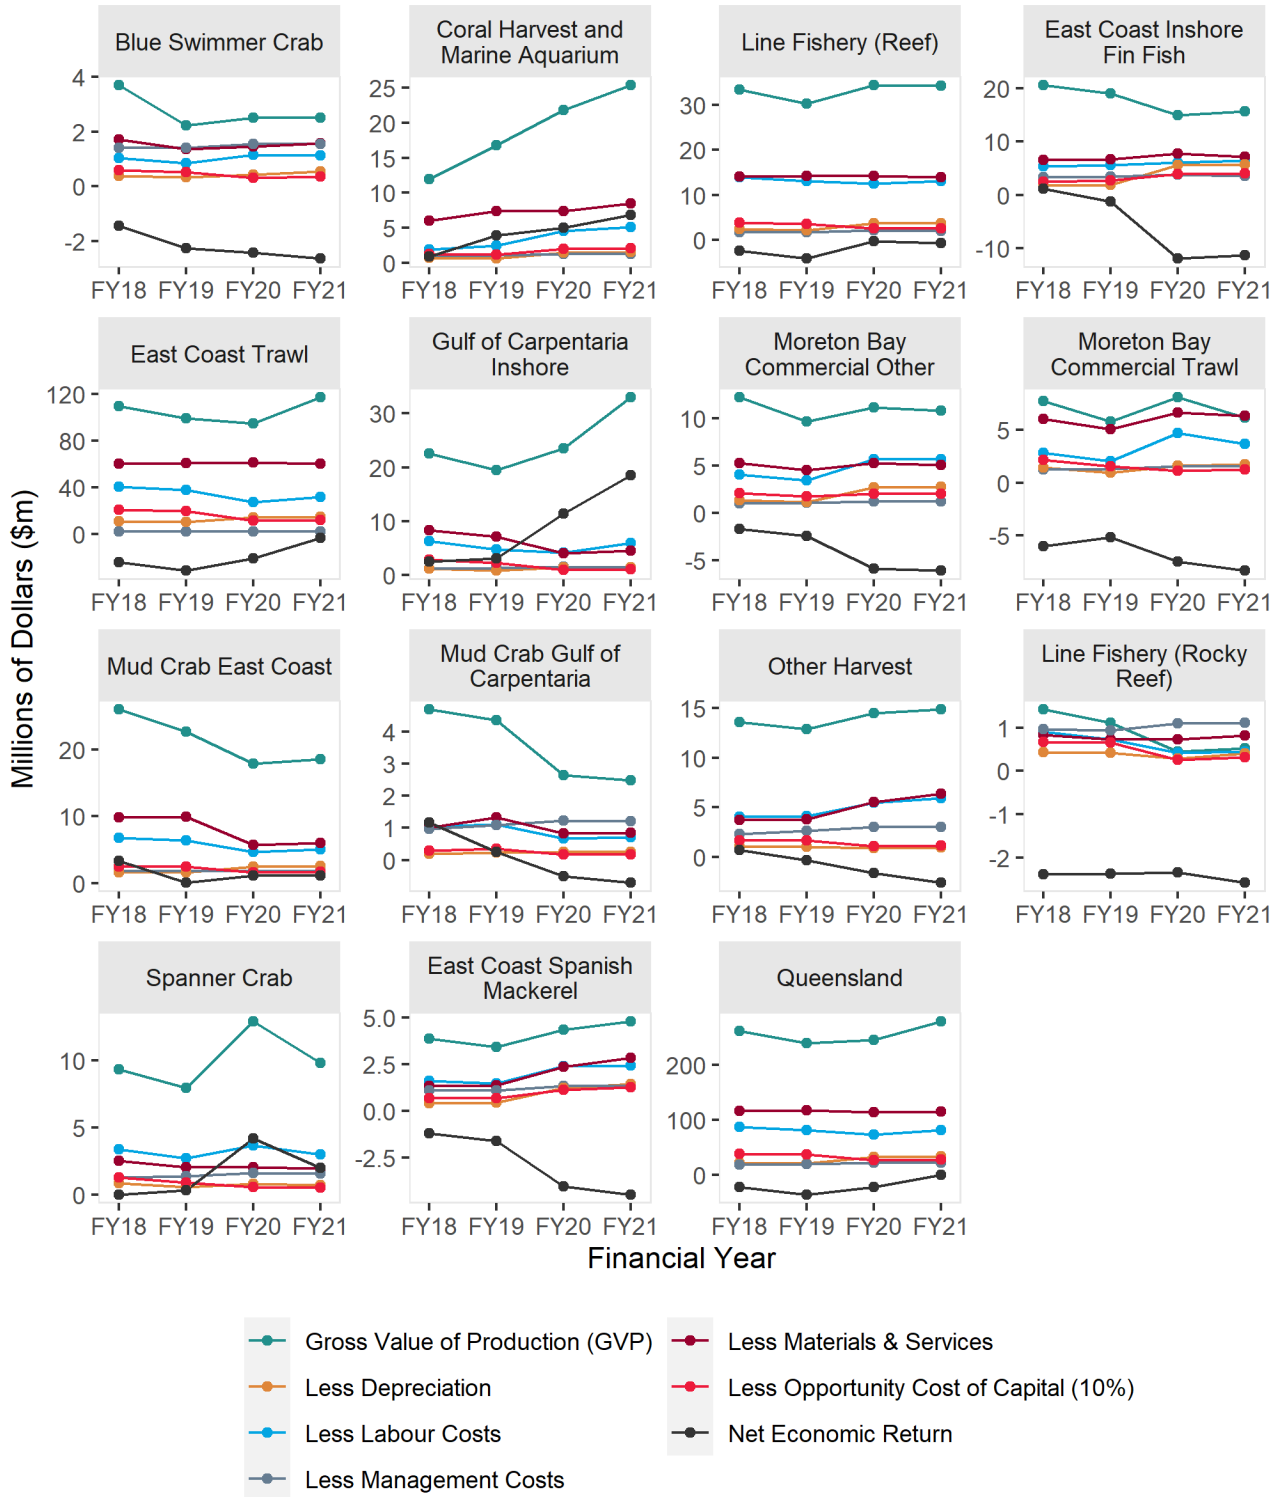 Blue Swimmer Crab
Coral Harvest and
Marine Aquarium
Line Fishery (Reef)
East Coast Inshore
Fin Fish
4
2
0
-2
25
20
15
10
5
0
30
20
10
0
20
10
0
-10
FY18 FY19 FY20 FY21
FY18 FY19 FY20 FY21
FY18 FY19 FY20 FY21
FY18 FY19 FY20 FY21
East Coast Trawl
Gulf of Carpentaria
Inshore
Moreton Bay
Commercial Other
Moreton Bay
Commercial Trawl
120
80
40
0
30
20
10
0
10
5
0
-5
5
0
-5
FY18 FY19 FY20 FY21
FY18 FY19 FY20 FY21
FY18 FY19 FY20 FY21
FY18 FY19 FY20 FY21
Millions of Dollars ($m)
Mud Crab East Coast
Mud Crab Gulf of
Carpentaria
Other Harvest
Line Fishery (Rocky
Reef)
20
10
0
4
3
2
1
0
15
10
5
0
1
0
-1
-2
FY18 FY19 FY20 FY21
FY18 FY19 FY20 FY21
FY18 FY19 FY20 FY21
FY18 FY19 FY20 FY21
Spanner Crab
East Coast Spanish
Mackerel
Queensland
10
5
0
5.0
2.5
0.0
-2.5
200
100
0
FY18 FY19 FY20 FY21
FY18 FY19 FY20 FY21
FY18 FY19 FY20 FY21
Financial Year
Gross Value of Production (GVP)
Less Depreciation
Less Labour Costs
Less Management Costs
Less Materials & Services
Less Opportunity Cost of Capital (10%)
Net Economic Return